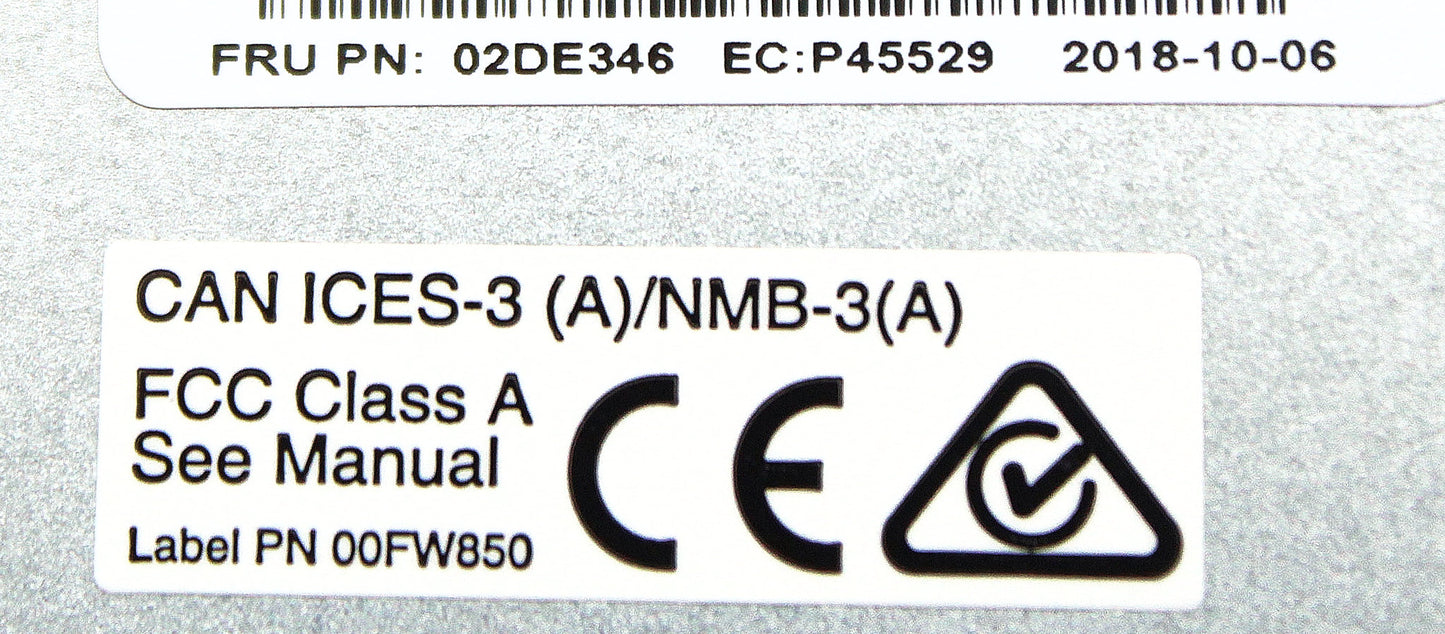 FRU PN: 02DE346 EC:P45529 2018-10-06
CAN ICES-3 (A)/NMB-3(A)
FCC Class A
See Manual
Label PN 00FW850
CE